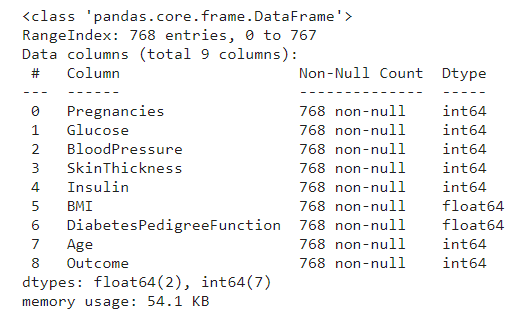 <class 'pandas.core.frame.DataFrame'>
RangeIndex: 768 entries, 0 to 767
Data columns (total 9 columns):
 #   Column                    Non-Null Count  Dtype
---  ------                    --------------  -----
 0   Pregnancies               768 non-null    int64
 1   Glucose                   768 non-null    int64
 2   BloodPressure             768 non-null    int64
 3   SkinThickness             768 non-null    int64
 4   Insulin                   768 non-null    int64
 5   BMI                       768 non-null    float64
 6   DiabetesPedigreeFunction  768 non-null    float64
 7   Age                       768 non-null    int64
 8   Outcome                   768 non-null    int64
dtypes: float64(2), int64(7)
memory usage: 54.1 KB